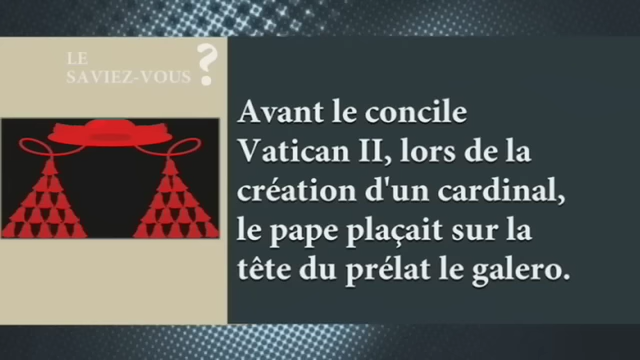 LE
SAVIEZ-VOUS ?
Avant le concile
Vatican II, lors de la
création d'un cardinal,
le pape plaçait sur la
tête du prélat le galero.